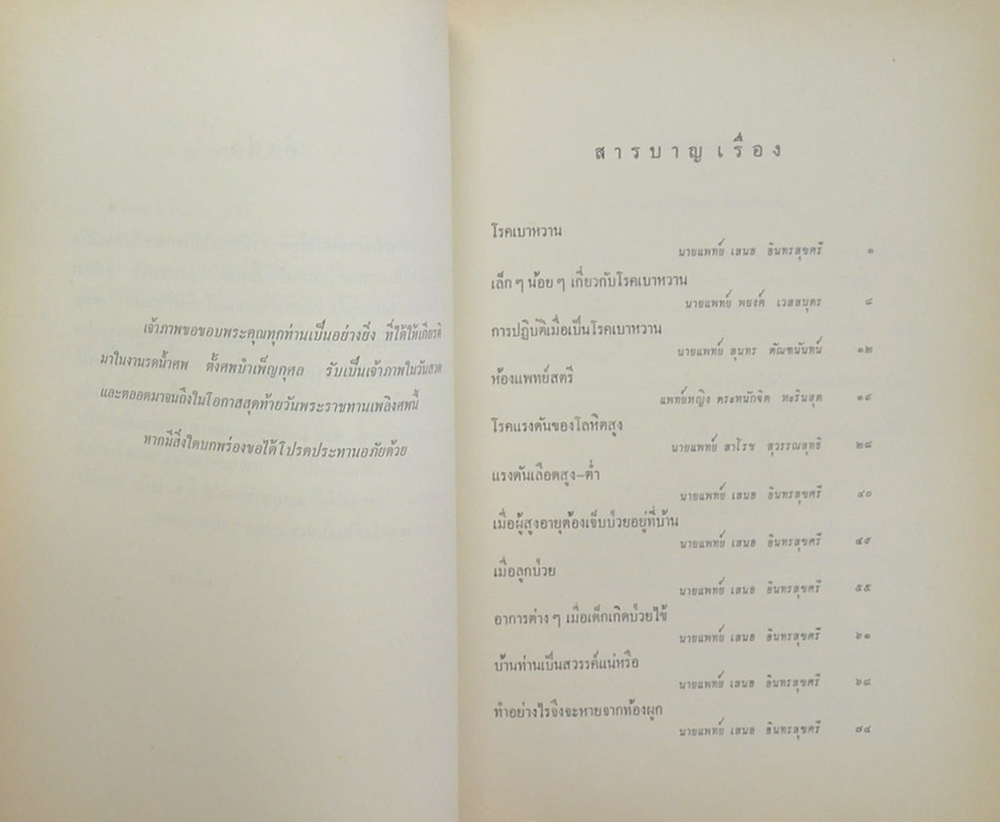 เจ้าภาพขอขอบพระคุณทุกท่านเป็นอย่างยิ่ง ที่ได้ให้เกียรติ
มาในงานรดน้ำศพ ตั้งศพบำเพ็ญกุศล รับเป็นเจ้าภาพในวันสวด
และตลอดมาจนถึงในโอกาสสุดท้ายวันพระราชทานเพลิงศพนี้
หากมีสิ่งใดบกพร่องขอได้โปรดประทานอภัยด้วย
สารบาญเรื่อง
โรคเบาหวาน
นายแพทย์ เสนอ อินทรสุขศรี ๑
เล็ก ๆ น้อย ๆ เกี่ยวกับโรคเบาหวาน
นายแพทย์ พยงค์ เวสสบุตร ๘
การปฏิบัติเมื่อเป็นโรคเบาหวาน
นายแพทย์ สุนทร ตัณฑนันทน์ ๑๒
ห้องแพทย์สตรี
แพทย์หญิง ตระหนักจิต หะรินสุต ๑๙
โรคแรงดันของโลหิตสูง
นายแพทย์ สาโรช สุวรรณสุทธิ ๒๘
แรงดันเลือดสูง–ต่ำ
นายแพทย์ เสนอ อินทรสุขศรี ๔๐
เมื่อผู้สูงอายุต้องเจ็บป่วยอยู่ที่บ้าน
นายแพทย์ เสนอ อินทรสุขศรี ๔๙
เมื่อลูกป่วย
นายแพทย์ เสนอ อินทรสุขศรี ๕๕
อาการต่าง ๆ เมื่อเด็กเกิดป่วยไข้
นายแพทย์ เสนอ อินทรสุขศรี ๖๑
บ้านท่านเป็นสวรรค์แน่หรือ
นายแพทย์ เสนอ อินทรสุขศรี ๖๘
ทำอย่างไรจึงจะหายจากท้องผูก
นายแพทย์ เสนอ อินทรสุขศรี ๗๔